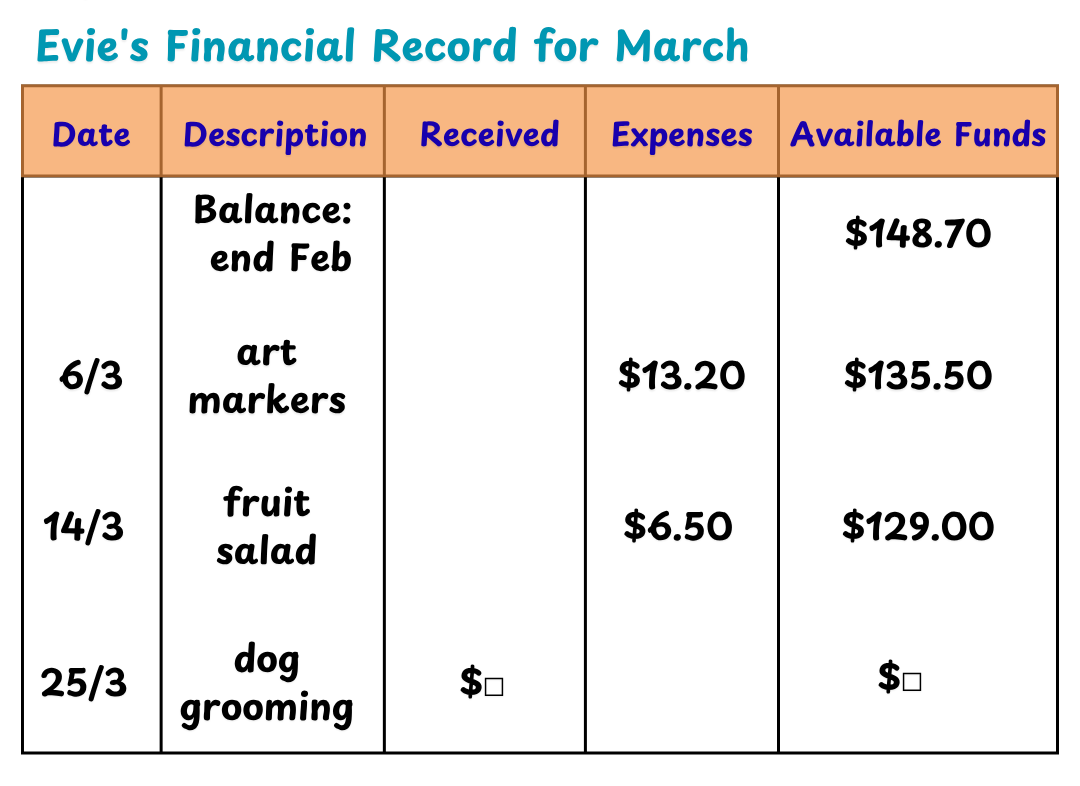 Evie's Financial Record for March
Date Description Received Expenses Available Funds
Balance:
end Feb
$148.70
art
markers
6/3 $13.20 $135.50
fruit
salad
14/3 $6.50 $129.00
dog
grooming
25/3 $□ $□